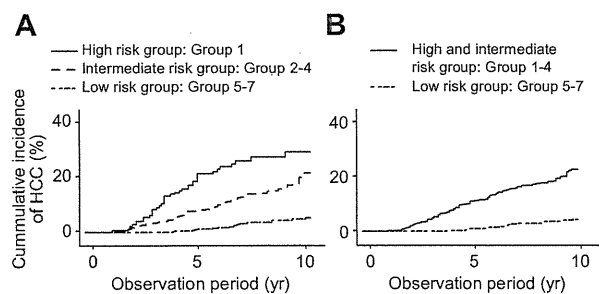 A
High risk group: Group 1
Intermediate risk group: Group 2-4
Low risk group: Group 5-7
Cummulative incidence
of HCC (%)
40
20
0
0
5
10
Observation period (yr)
B
High and intermediate
risk group: Group 1-4
Low risk group: Group 5-7
40
20
0
0
5
10
Observation period (yr)